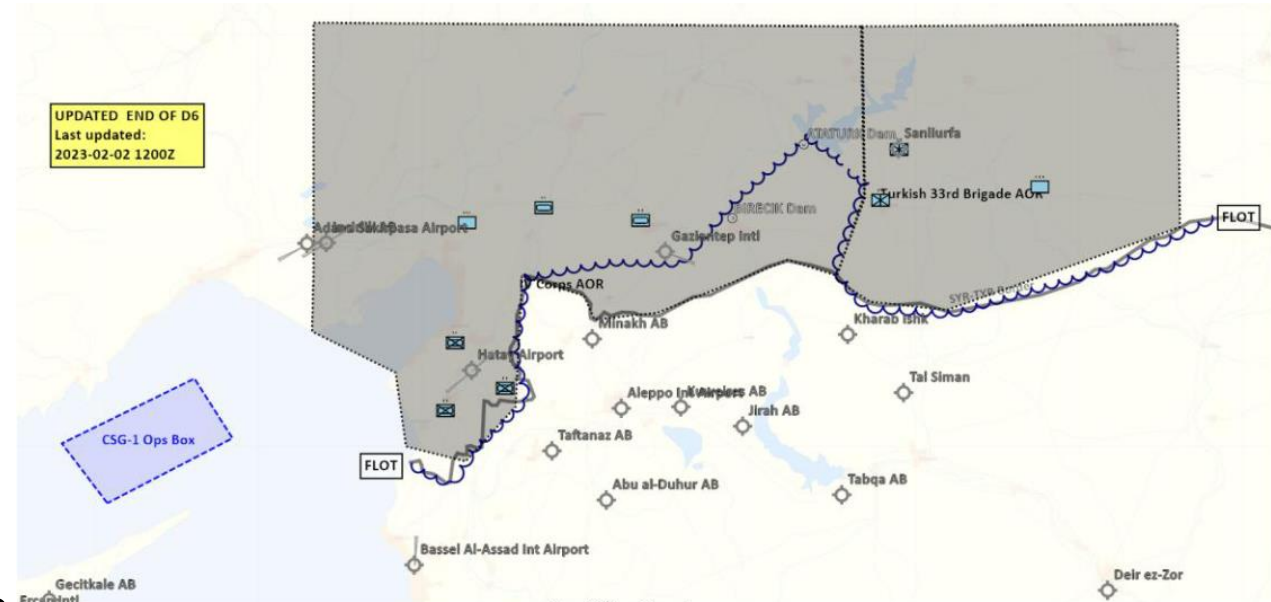 UPDATED END OF D6
Last updated:
2023-02-02 1200Z
ATATURK Dam
Sanliurfa
Turkish 33rd Brigade AOR
BIRECIK Dam
FLOT
Gaziantep Intl
Corps AOR
Minakh AB
Kharab Ishk
Hatay Airport
Tal Siman
Aleppo Int Airport
Jirah AB
CSG-1 Ops Box
Taftanaz AB
FLOT
Abu al-Duhur AB
Tabqa AB
Bassel Al-Assad Int Airport
Deir ez-Zor
Gecitkale AB